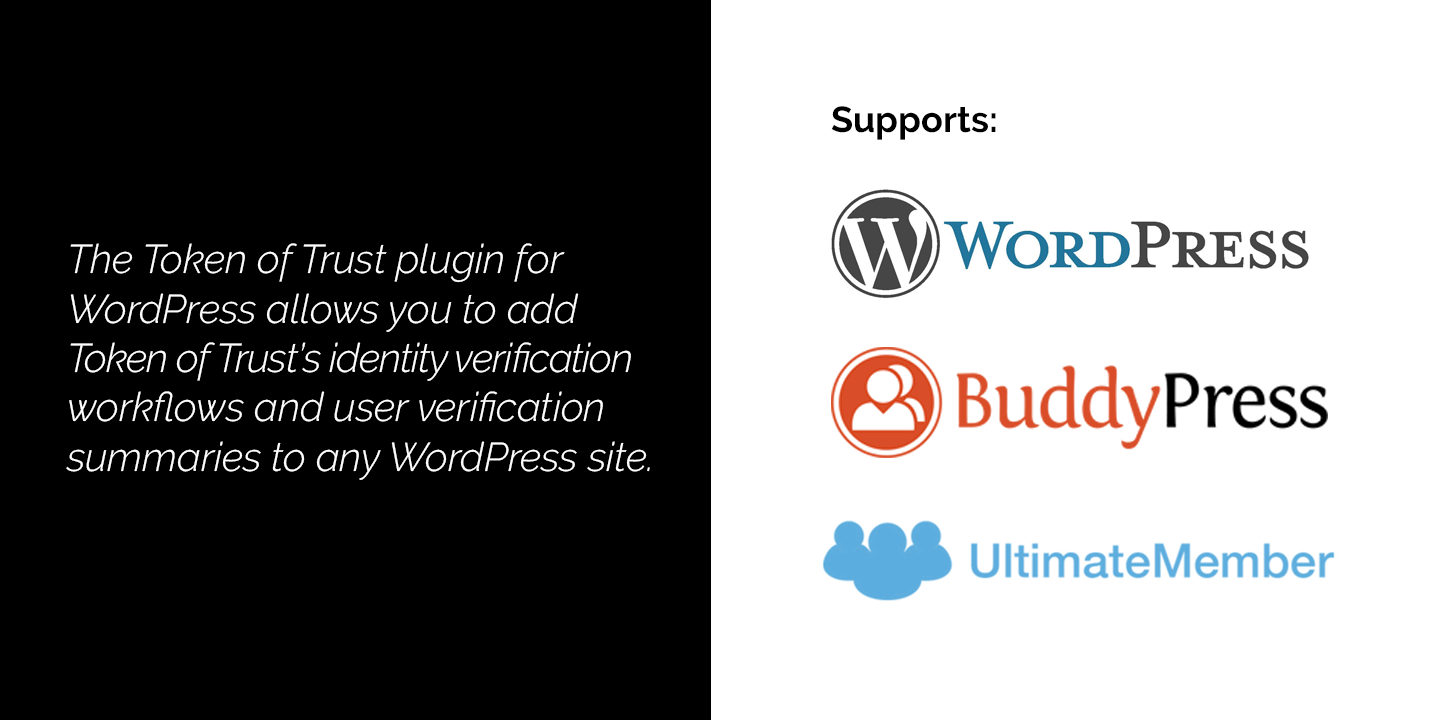 The Token of Trust plugin for
WordPress allows you to add
Token of Trust’s identity verification
workflows and user verification
summaries to any WordPress site.
Supports:
WORDPRESS
BuddyPress
UltimateMember